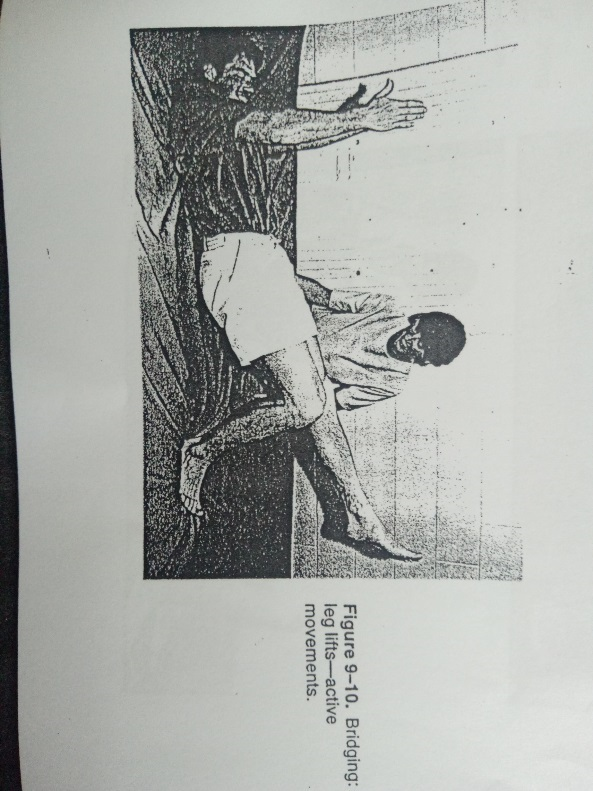 Figure 9–10. Bridging:
leg lifts—active
movements.